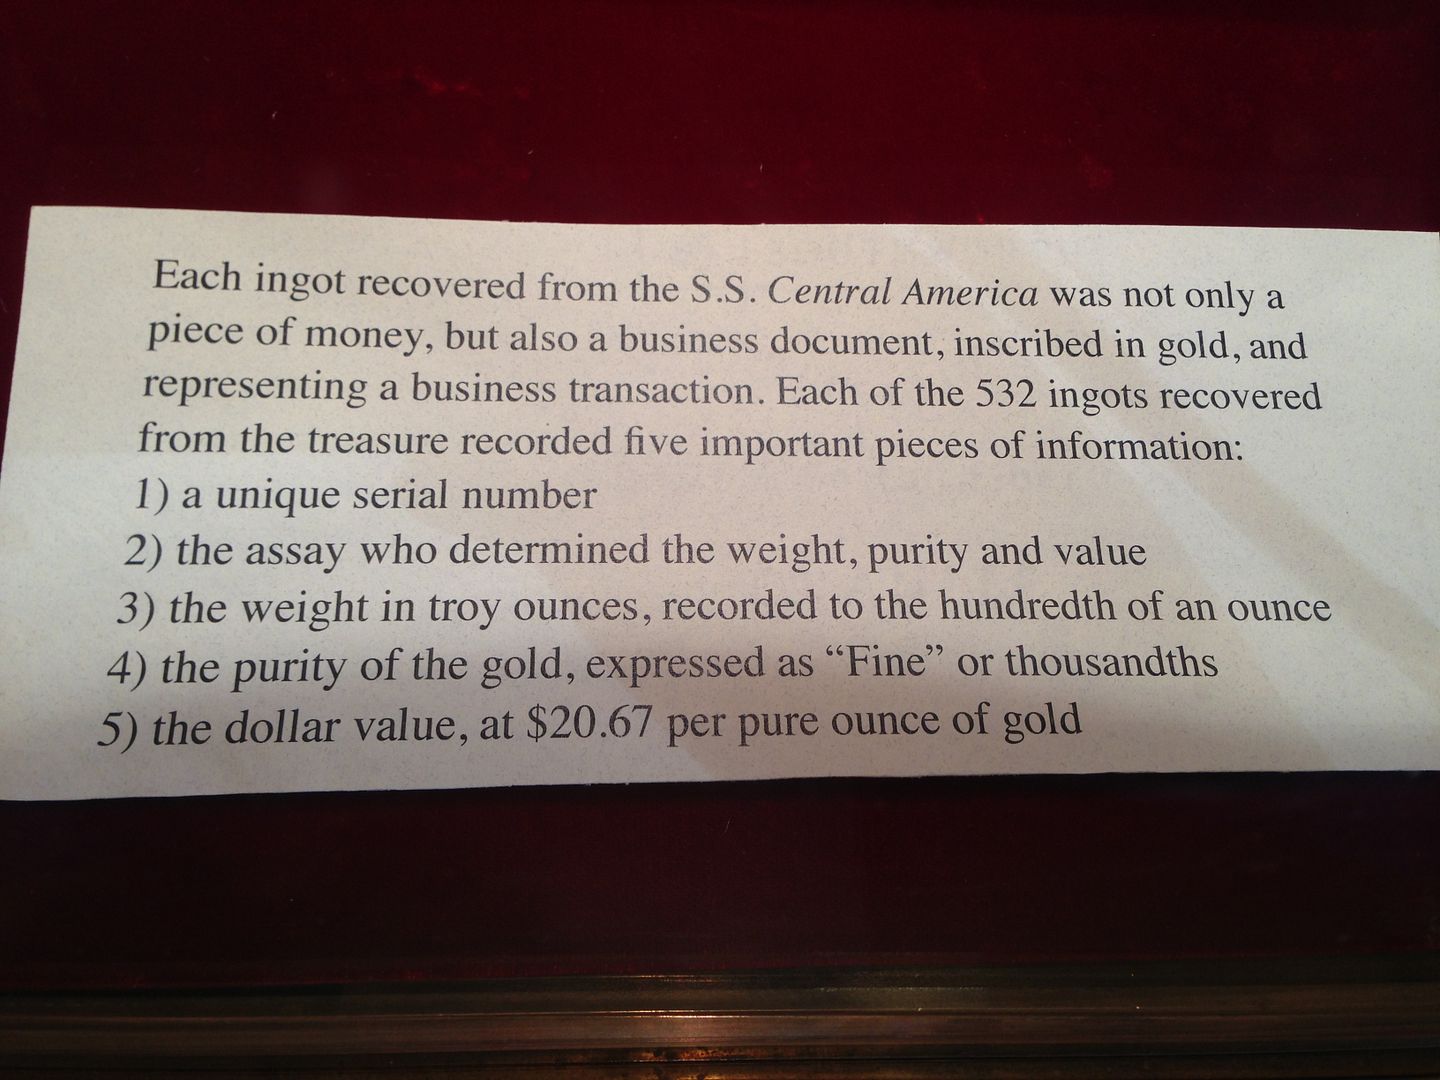 Each ingot recovered from the S.S. Central America was not only a
piece of money, but also a business document, inscribed in gold, and
representing a business transaction. Each of the 532 ingots recovered
from the treasure recorded five important pieces of information:
1) a unique serial number
2) the assay who determined the weight, purity and value
3) the weight in troy ounces, recorded to the hundredth of an ounce
4) the purity of the gold, expressed as “Fine” or thousandths
5) the dollar value, at $20.67 per pure ounce of gold